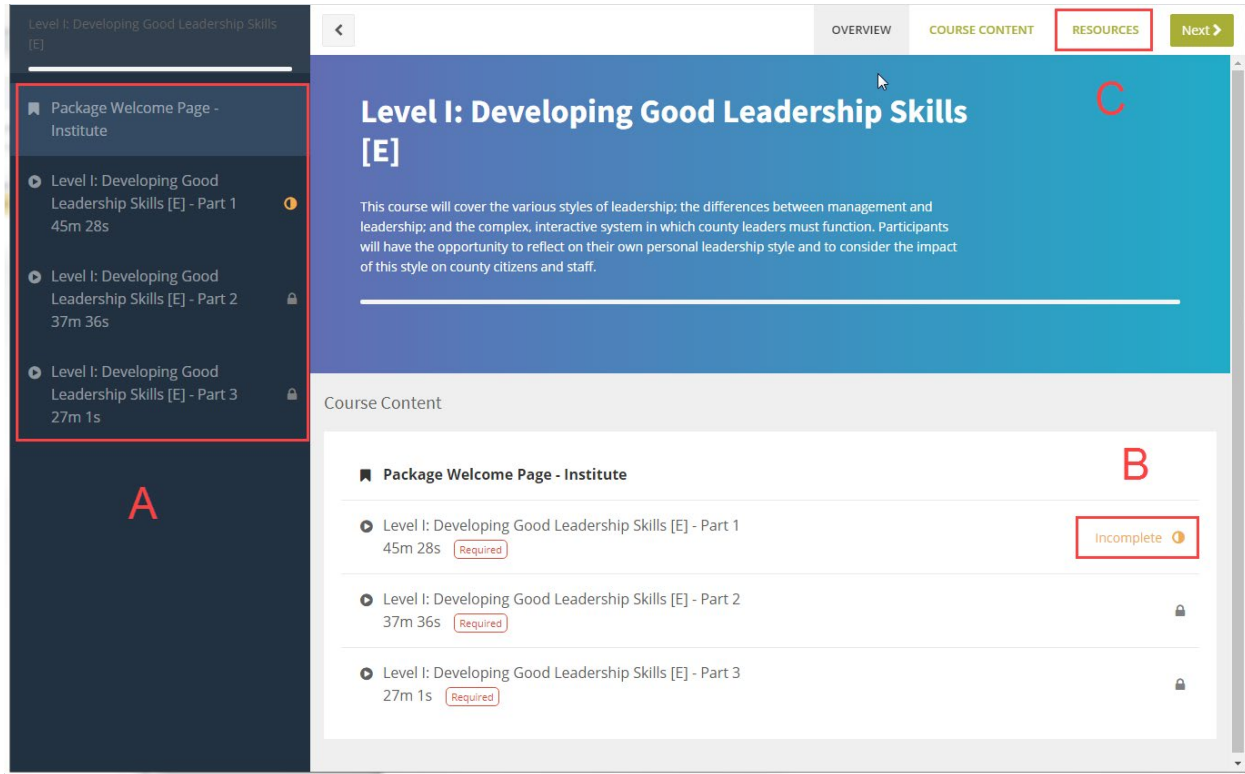 Level I: Developing Good Leadership Skills
[E]
Package Welcome Page -
Institute
Level I: Developing Good
Leadership Skills [E] - Part 1
45m 28s
Level I: Developing Good
Leadership Skills [E] - Part 2
37m 36s
Level I: Developing Good
Leadership Skills [E] - Part 3
27m 1s
A
OVERVIEW COURSE CONTENT RESOURCES Next
C
Level I: Developing Good Leadership Skills
[E]
This course will cover the various styles of leadership; the differences between management and
leadership; and the complex, interactive system in which county leaders must function. Participants
will have the opportunity to reflect on their own personal leadership style and to consider the impact
of this style on county citizens and staff.
Course Content
B
Package Welcome Page - Institute
Level I: Developing Good Leadership Skills [E] - Part 1
45m 28s Required
Incomplete
Level I: Developing Good Leadership Skills [E] - Part 2
37m 36s Required
Level I: Developing Good Leadership Skills [E] - Part 3
27m 1s Required